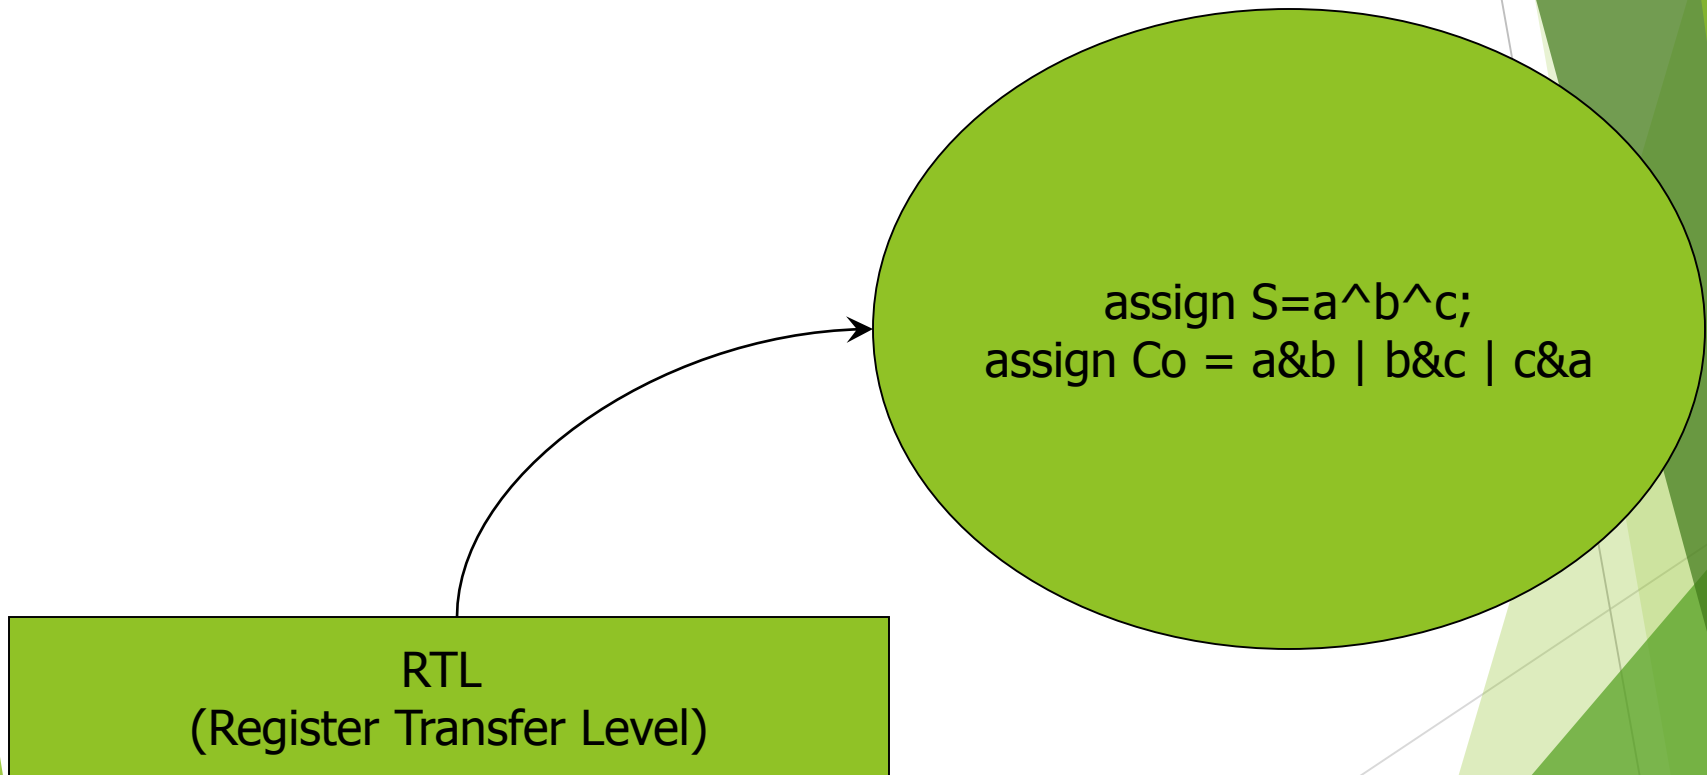 assign S=a^b^c;
assign Co = a&b | b&c | c&a
RTL
(Register Transfer Level)